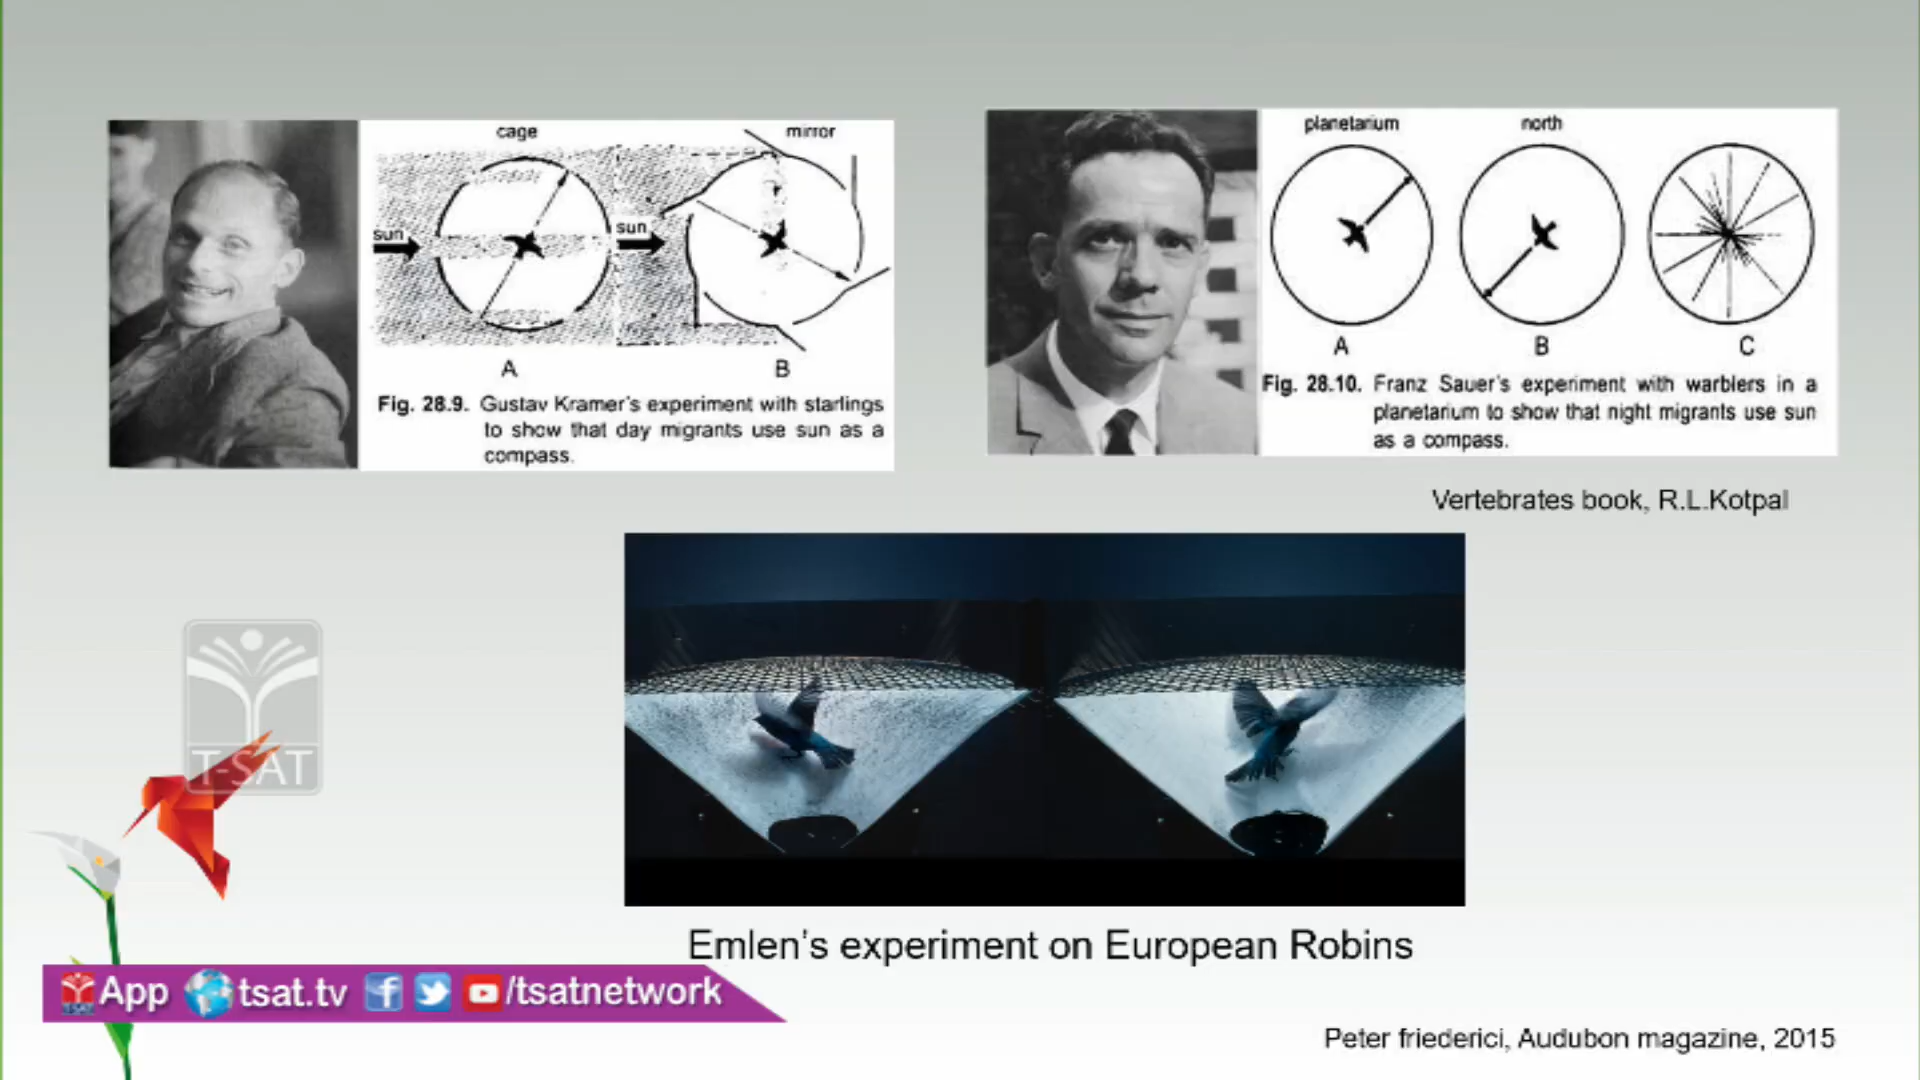 cage
mirror
sun
sun
A
B
Fig. 28.9. Gustav Kramer's experiment with starlings
to show that day migrants use sun as a
compass.
planetarium
north
A
B
C
Fig. 28.10. Franz Sauer's experiment with warblers in a
planetarium to show that night migrants use sun
as a compass.
Vertebrates book, R.L.Kotpal
T-SAT
Emlen's experiment on European Robins
App tsat.tv /tsatnetwork
Peter friederici, Audubon magazine, 2015